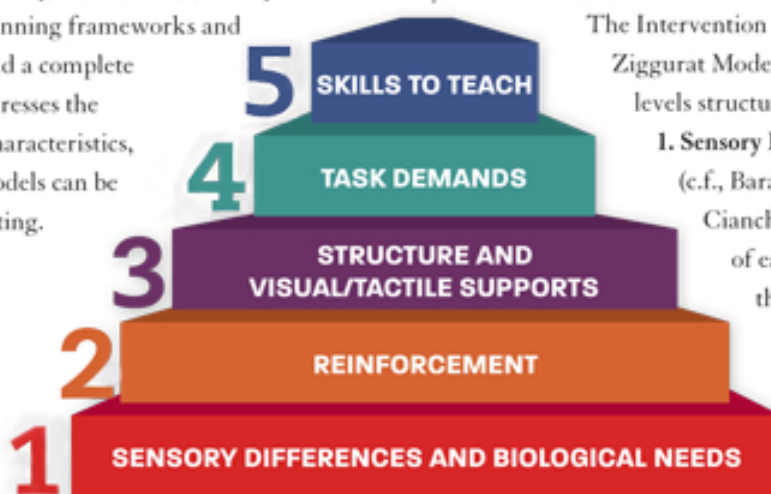 nning frameworks and
d a complete
resses the
haracteristics,
odels can be
ting.
The Intervention
Ziggurat Mode
levels structu
1. Sensory
(c.f., Bara
Cianch
of ea
th
5 SKILLS TO TEACH
4 TASK DEMANDS
3 STRUCTURE AND
VISUAL/TACTILE SUPPORTS
2 REINFORCEMENT
1 SENSORY DIFFERENCES AND BIOLOGICAL NEEDS